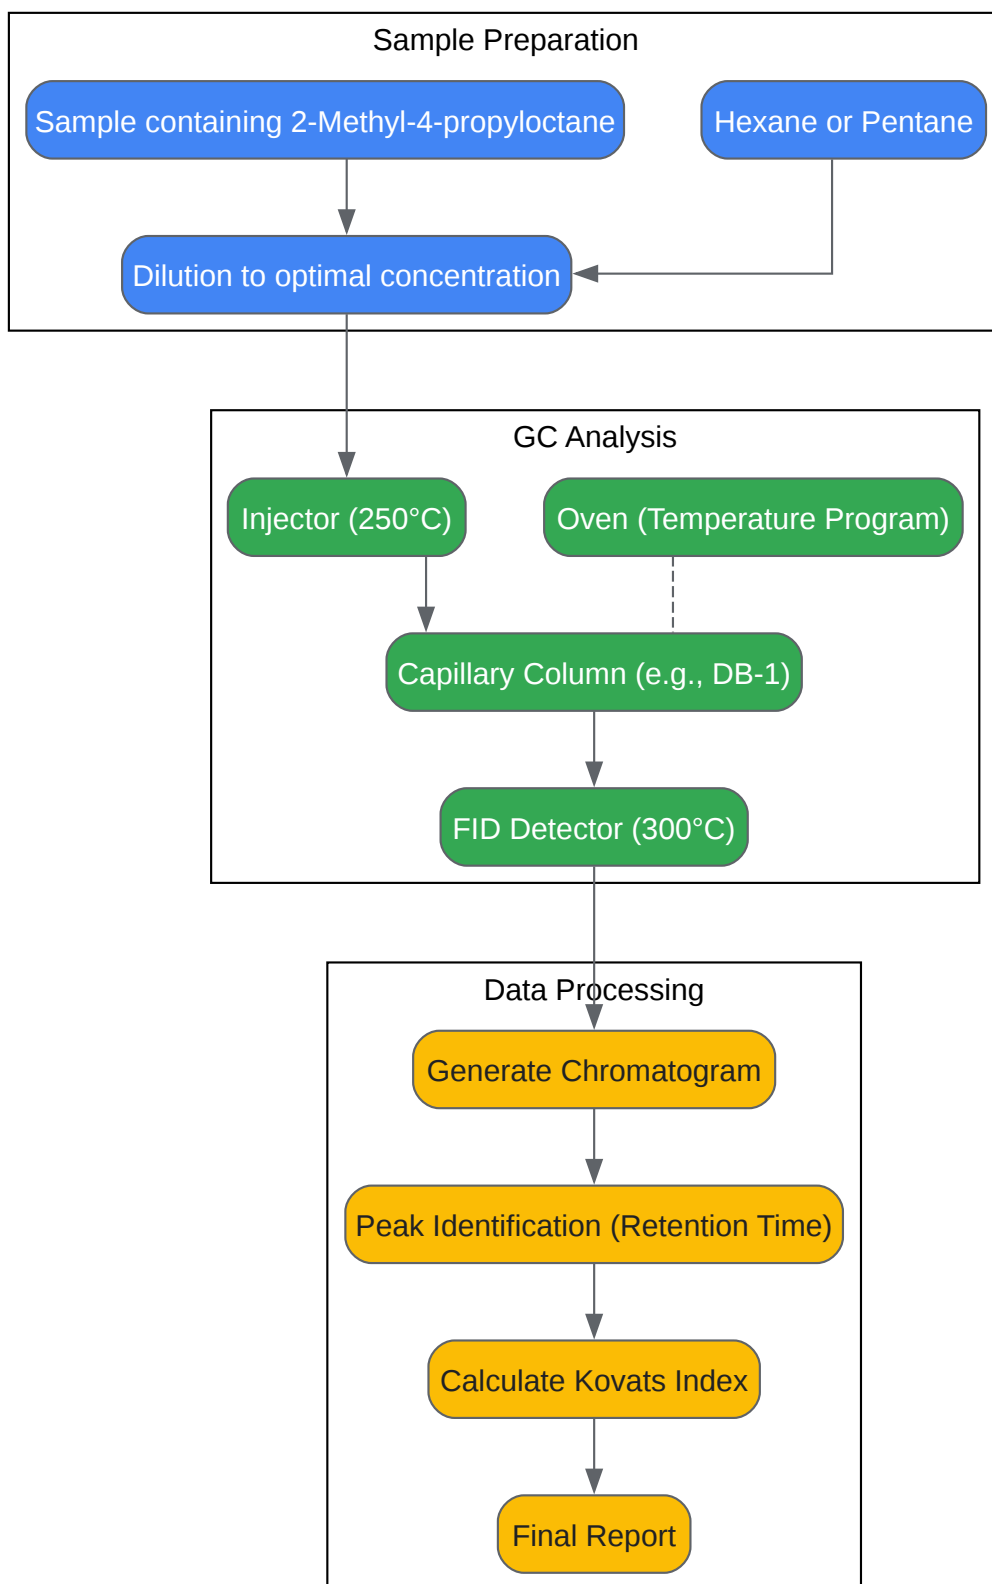 Sample Preparation
Sample containing 2-Methyl-4-propyloctane
Hexane or Pentane
Dilution to optimal concentration
GC Analysis
Injector (250°C)
Oven (Temperature Program)
Capillary Column (e.g., DB-1)
FID Detector (300°C)
Data Processing
Generate Chromatogram
Peak Identification (Retention Time)
Calculate Kovats Index
Final Report